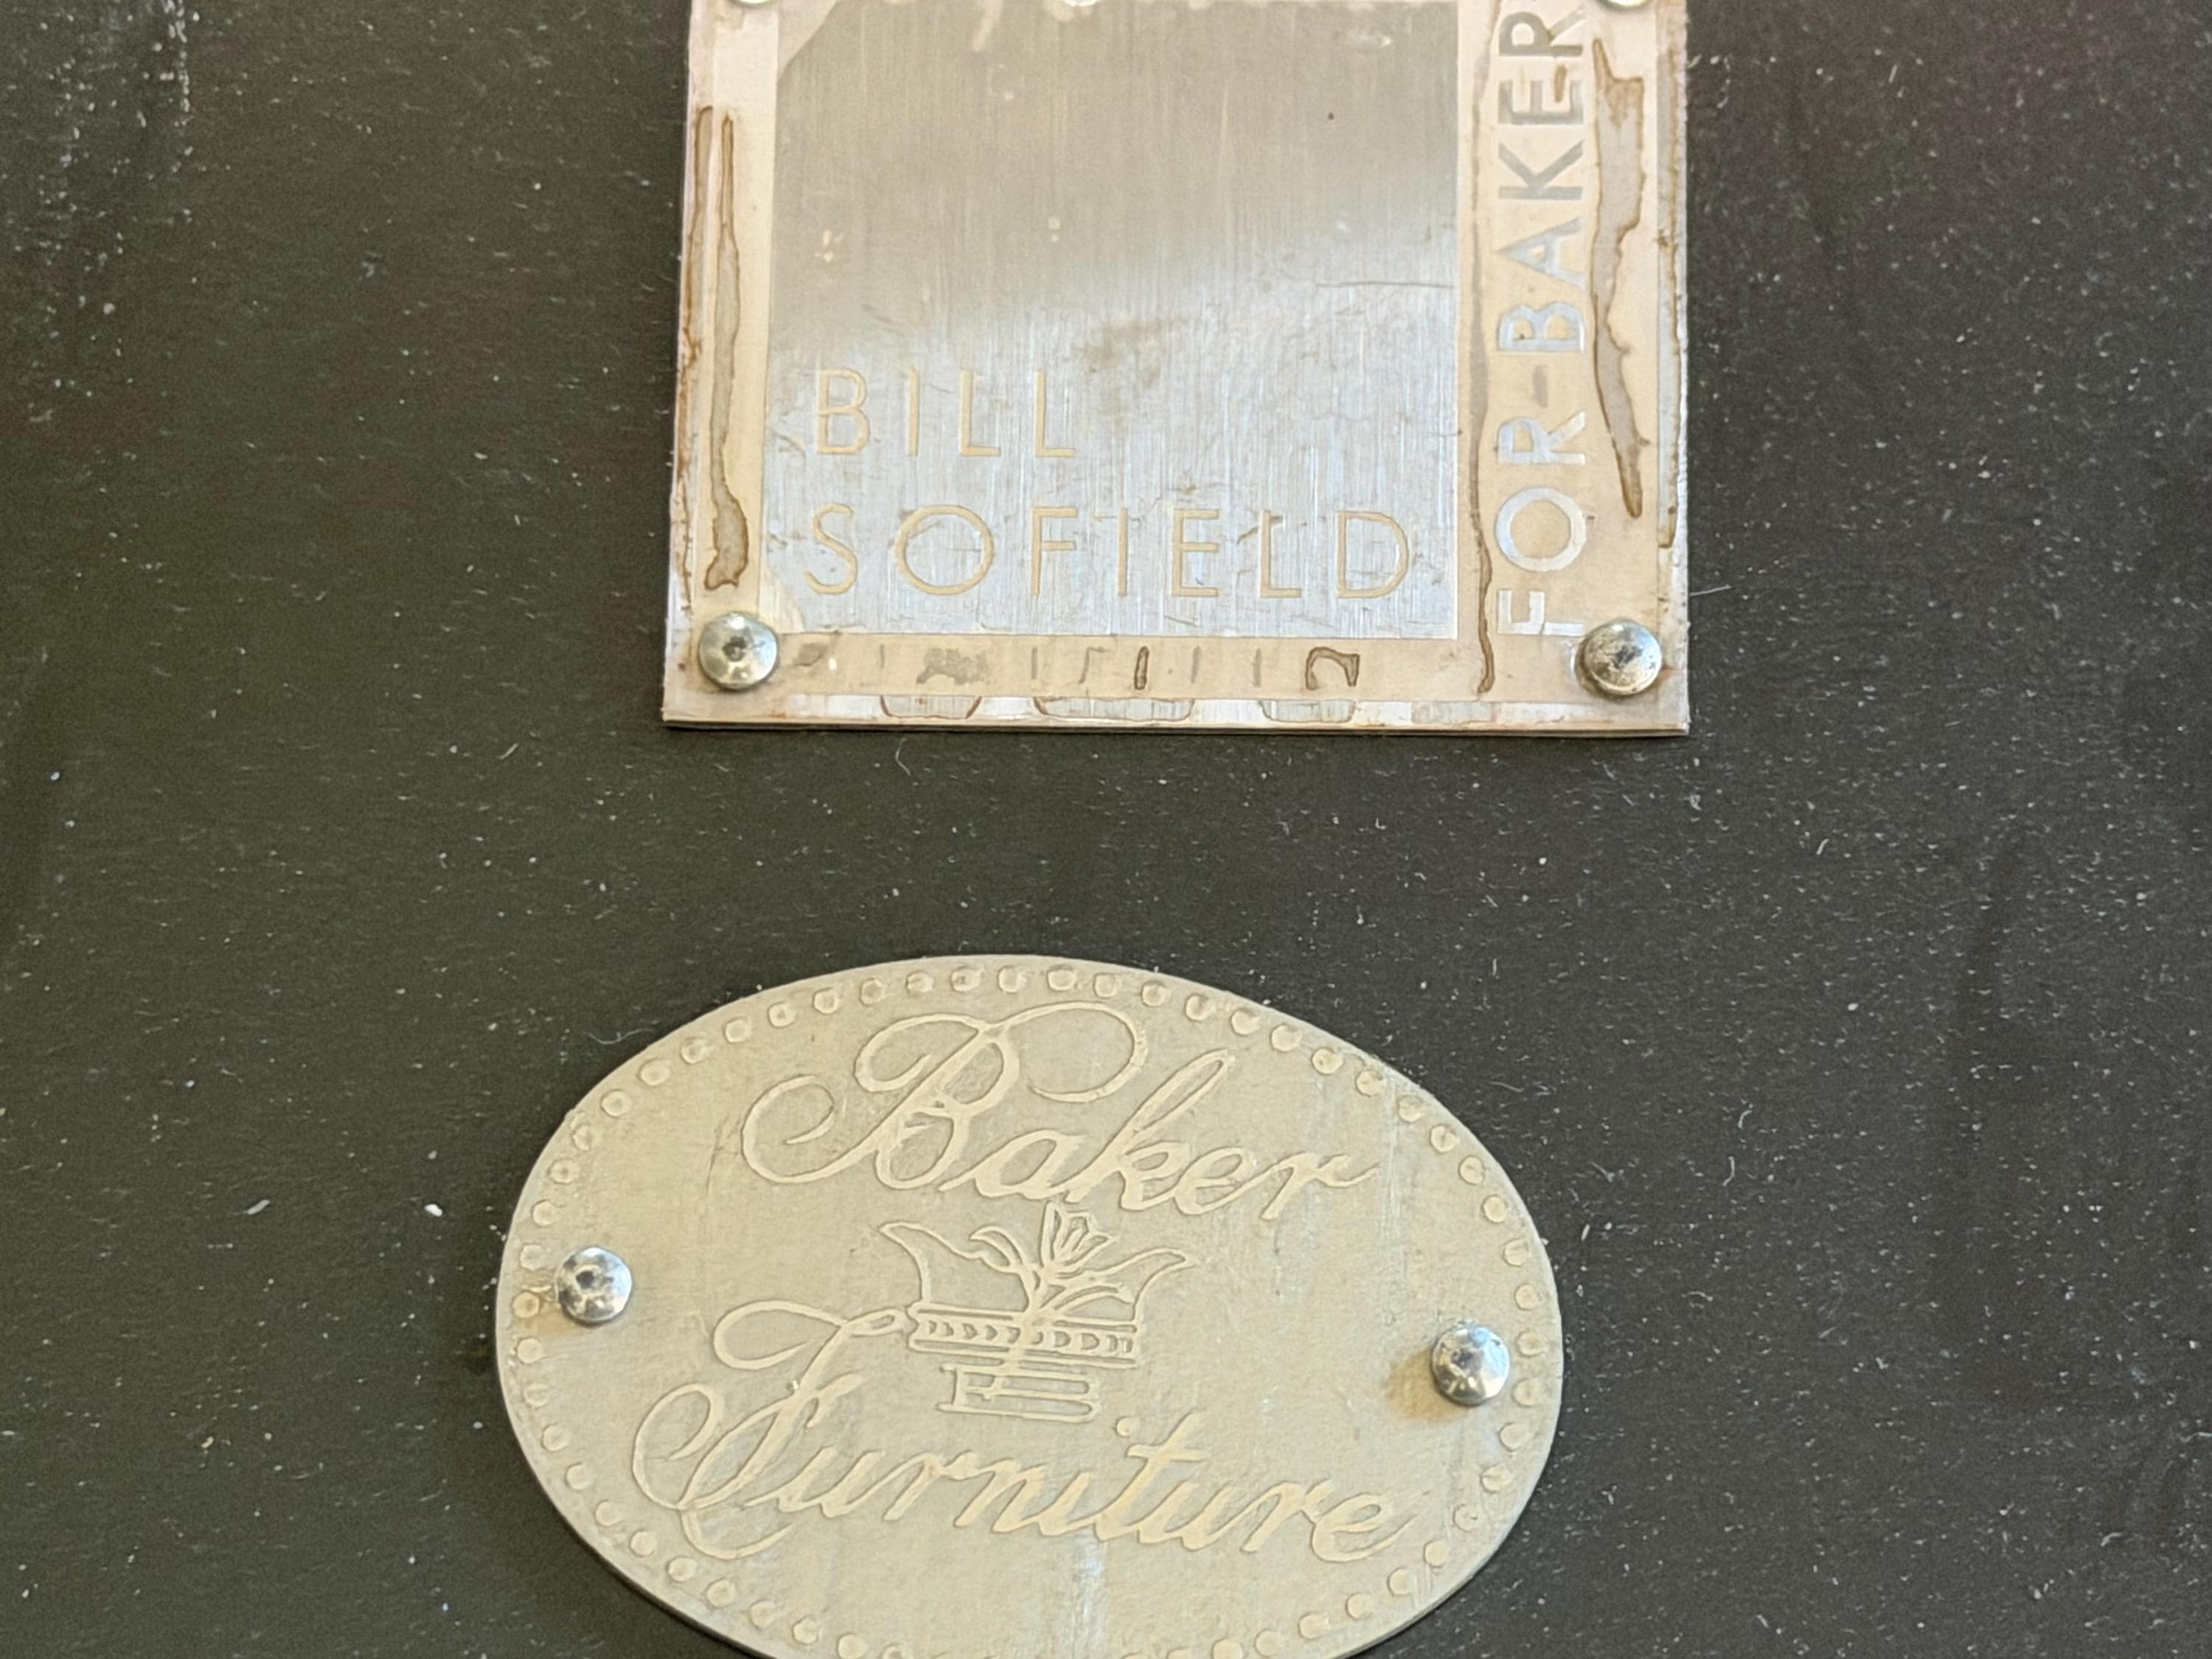 BILL
SOFIELD
FOR-BAKER
Baker
Furniture